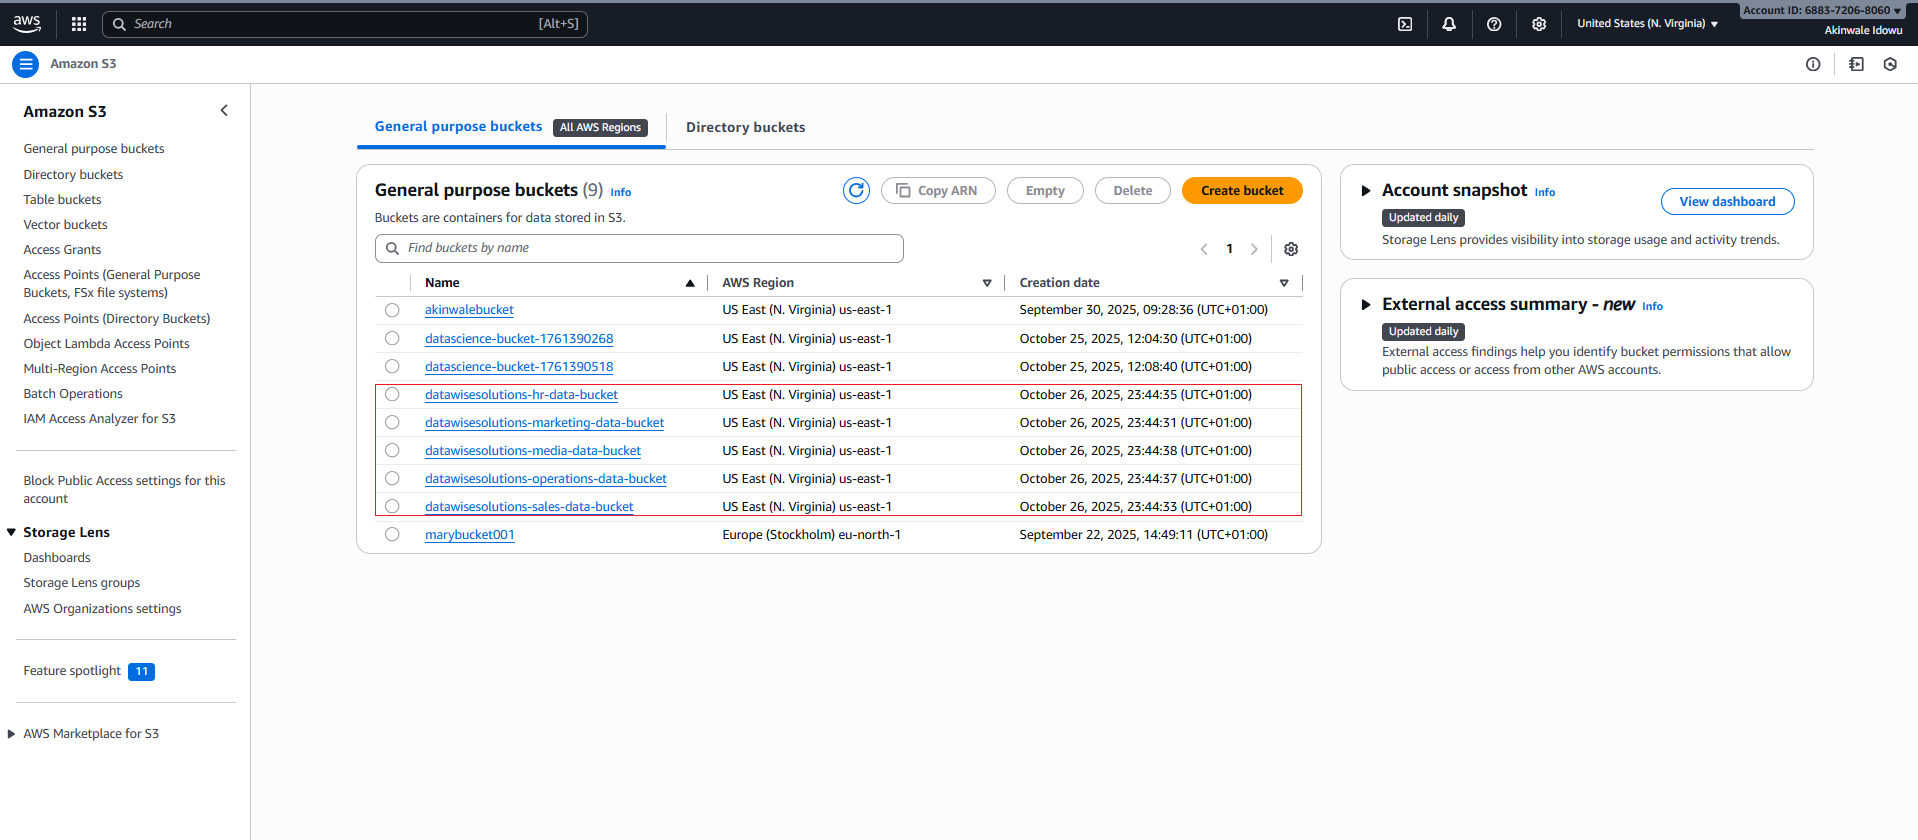 aws
Search
[Alt+S]
United States (N. Virginia)
Account ID: 6883-7206-8060
Akinwale Idowu
Amazon S3
Amazon S3
General purpose buckets
Directory buckets
Table buckets
Vector buckets
Access Grants
Access Points (General Purpose
Buckets, FSx file systems)
Access Points (Directory Buckets)
Object Lambda Access Points
Multi-Region Access Points
Batch Operations
IAM Access Analyzer for S3
Block Public Access settings for this
account
Storage Lens
Dashboards
Storage Lens groups
AWS Organizations settings
Feature spotlight 11
AWS Marketplace for S3
General purpose buckets All AWS Regions
Directory buckets
General purpose buckets (9) Info
Copy ARN
Empty
Delete
Create bucket
Buckets are containers for data stored in S3.
Find buckets by name
1
Name AWS Region Creation date
akinwalebucket US East (N. Virginia) us-east-1 September 30, 2025, 09:28:36 (UTC+01:00)
datascience-bucket-1761390268 US East (N. Virginia) us-east-1 October 25, 2025, 12:04:30 (UTC+01:00)
datascience-bucket-1761390518 US East (N. Virginia) us-east-1 October 25, 2025, 12:08:40 (UTC+01:00)
datawisesolutions-hr-data-bucket US East (N. Virginia) us-east-1 October 26, 2025, 23:44:35 (UTC+01:00)
datawisesolutions-marketing-data-bucket US East (N. Virginia) us-east-1 October 26, 2025, 23:44:31 (UTC+01:00)
datawisesolutions-media-data-bucket US East (N. Virginia) us-east-1 October 26, 2025, 23:44:38 (UTC+01:00)
datawisesolutions-operations-data-bucket US East (N. Virginia) us-east-1 October 26, 2025, 23:44:37 (UTC+01:00)
datawisesolutions-sales-data-bucket US East (N. Virginia) us-east-1 October 26, 2025, 23:44:33 (UTC+01:00)
marybucket001 Europe (Stockholm) eu-north-1 September 22, 2025, 14:49:11 (UTC+01:00)
Account snapshot Info
View dashboard
Updated daily
Storage Lens provides visibility into storage usage and activity trends.
External access summary - new Info
Updated daily
External access findings help you identify bucket permissions that allow
public access or access from other AWS accounts.